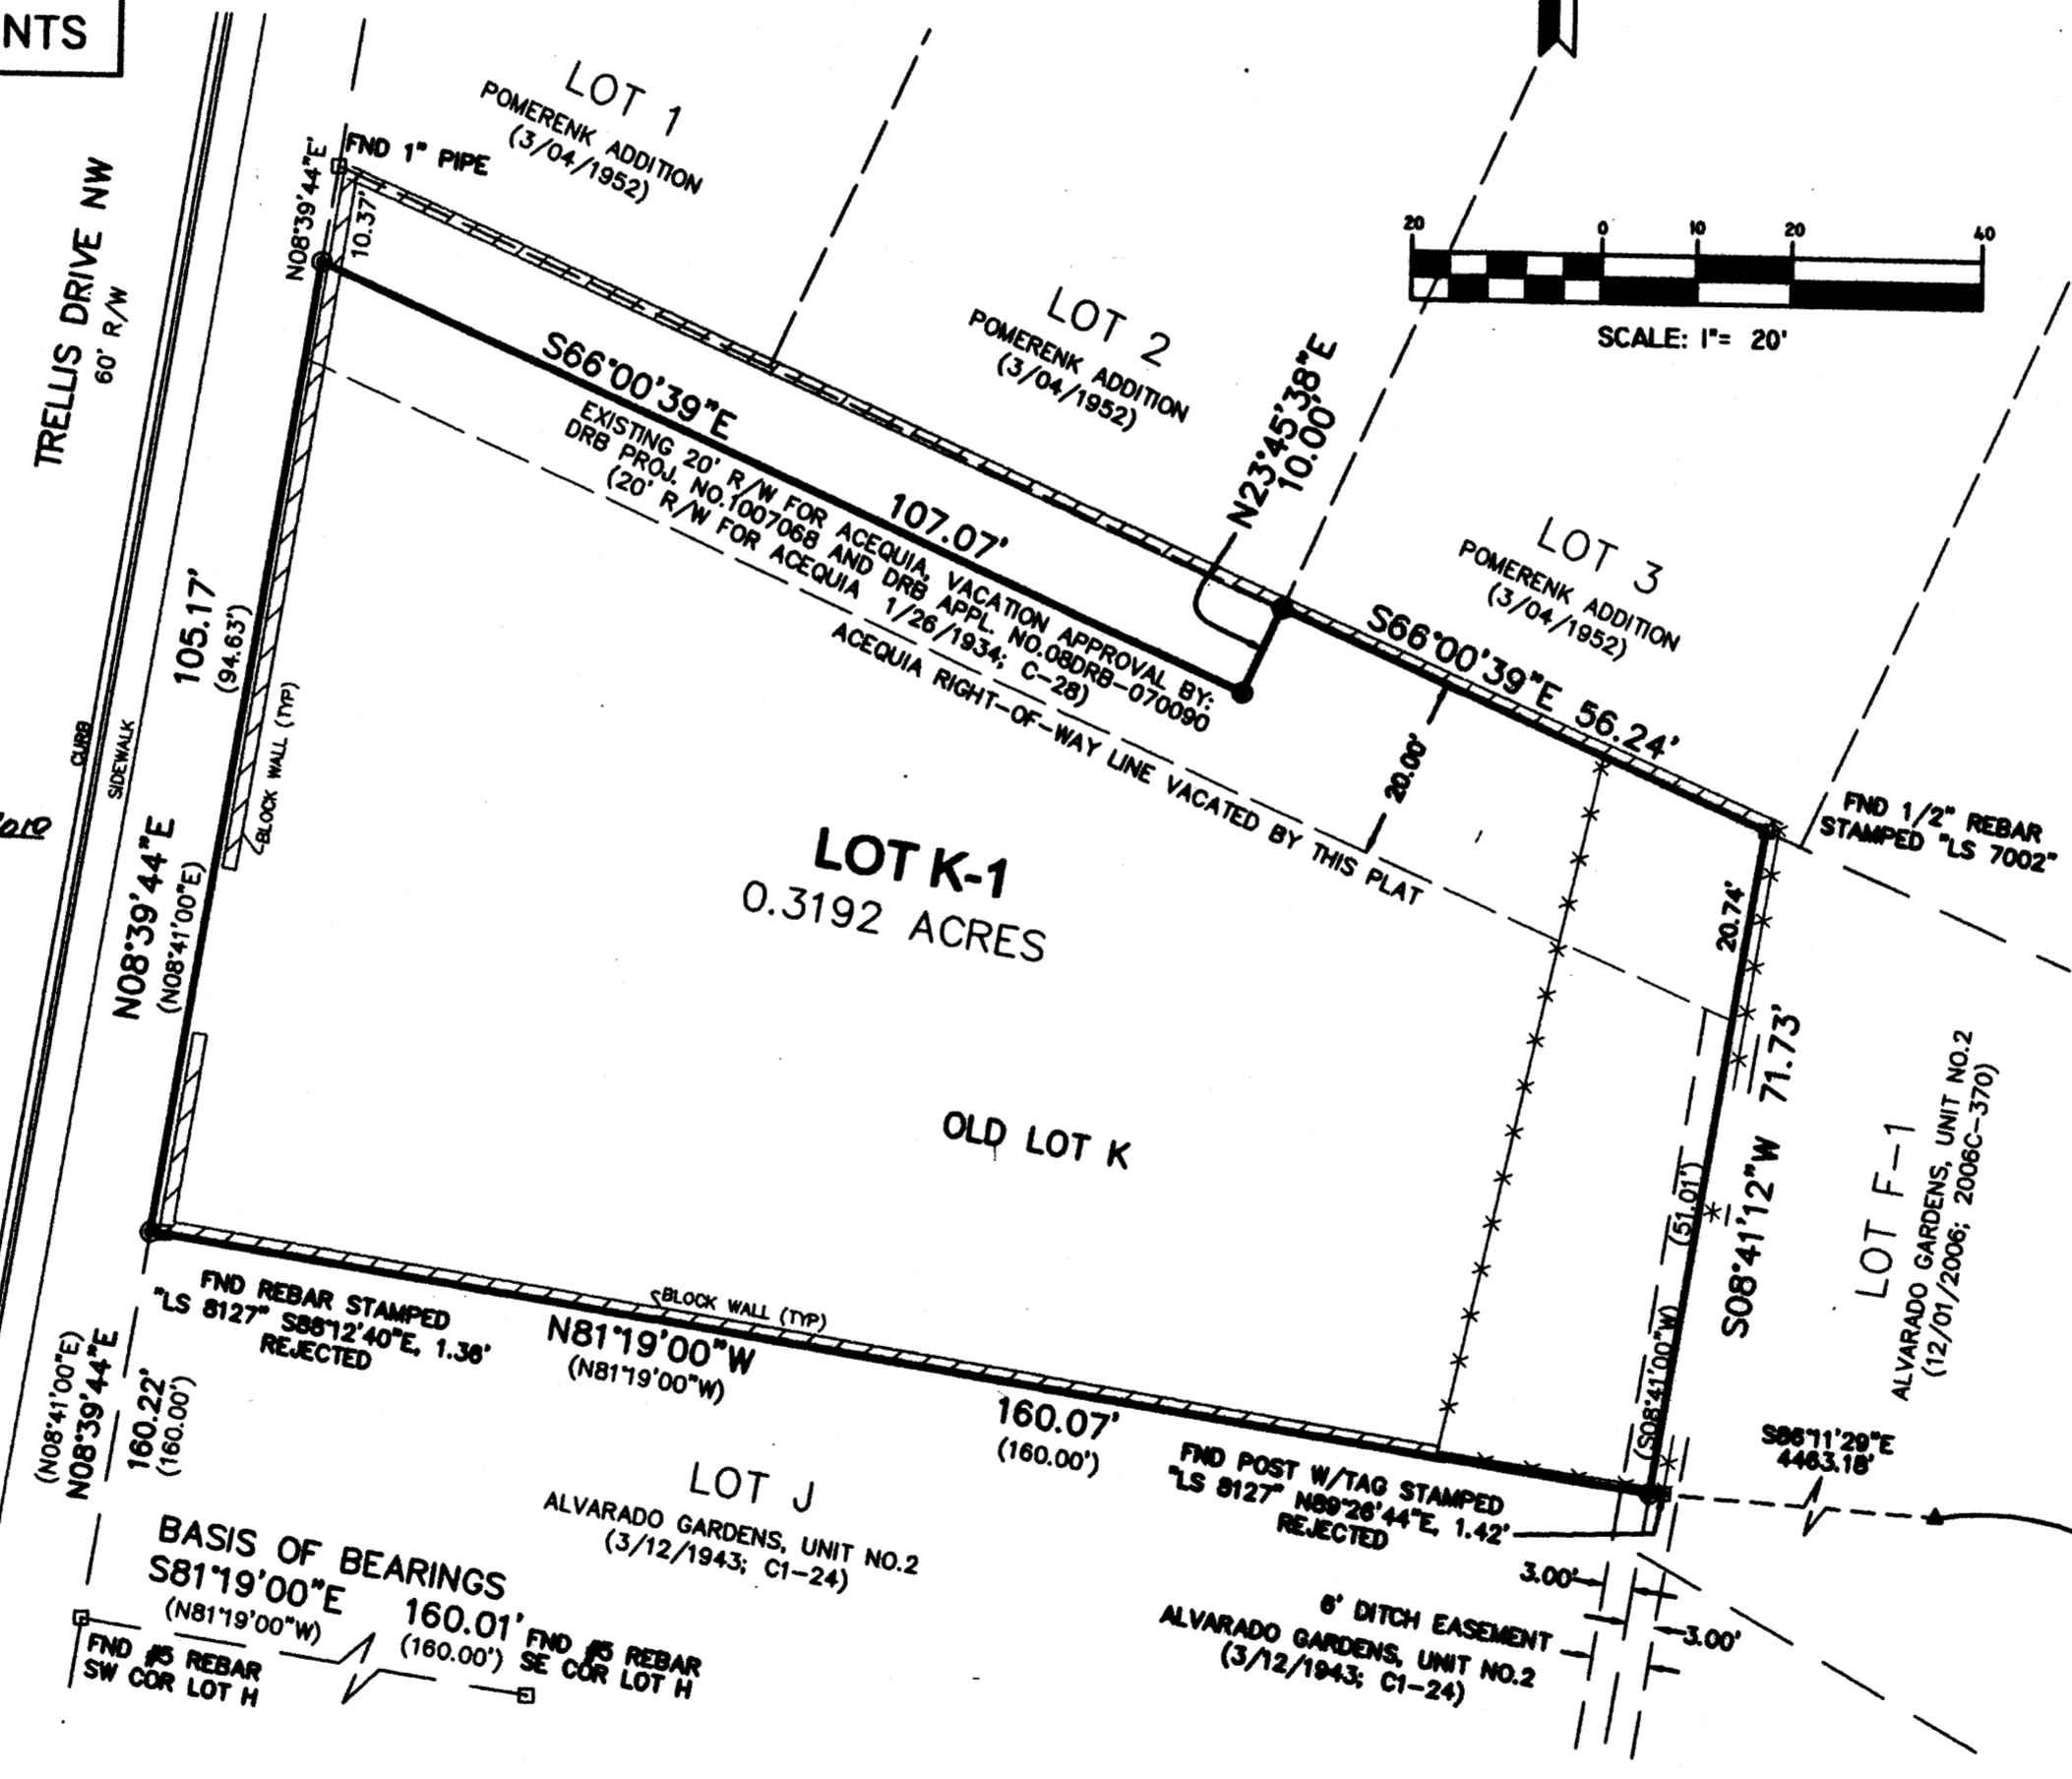 NTS
LOT 1
POMERENK ADDITION
(3/04/1952)
FND 1" PIPE
N08°39'44"E
10.37'
TRELLIS DRIVE NW
60' R/W
20 0 10 20 40
SCALE: 1"= 20'
LOT 2
POMERENK ADDITION
(3/04/1952)
N23°45'38"E
10.00'
S66°00'39"E
107.07'
EXISTING 20' R/W FOR ACEQUIA, VACATION APPROVAL BY:
DRB PROJ. NO.1007068 AND DRB APPL. NO.08DRB-070090
(20' R/W FOR ACEQUIA 1/26/1934; C-28)
ACEQUIA RIGHT-OF-WAY LINE VACATED BY THIS PLAT
LOT 3
POMERENK ADDITION
(3/04/1952)
S66°00'39"E 56.24'
20.00'
FND 1/2" REBAR
STAMPED "LS 7002"
105.17'
(94.63')
BLOCK WALL (TYP)
CURB
SIDEWALK
N08°39'44"E
(N08°41'00"E)
LOT K-1
0.3192 ACRES
OLD LOT K
20.74'
S08°41'12"W 71.73'
(51.01')
(S08°41'00"W)
LOT F-1
ALVARADO GARDENS, UNIT NO.2
(12/01/2006; 2006C-370)
FND REBAR STAMPED
"LS 8127" S88°12'40"E, 1.38'
REJECTED
BLOCK WALL (TYP)
N81°19'00"W
(N81°19'00"W)
160.07'
(160.00')
(N08°41'00"E)
N08°39'44"E
160.22'
(160.00')
LOT J
ALVARADO GARDENS, UNIT NO.2
(3/12/1943; C1-24)
FND POST W/TAG STAMPED
"LS 8127" N89°26'44"E, 1.42'
REJECTED
S86°11'29"E
4463.18'
BASIS OF BEARINGS
S81°19'00"E
(N81°19'00"W)
160.01'
(160.00')
FND #5 REBAR
SW COR LOT H
FND #5 REBAR
SE COR LOT H
3.00'
6' DITCH EASEMENT
3.00'
ALVARADO GARDENS, UNIT NO.2
(3/12/1943; C1-24)